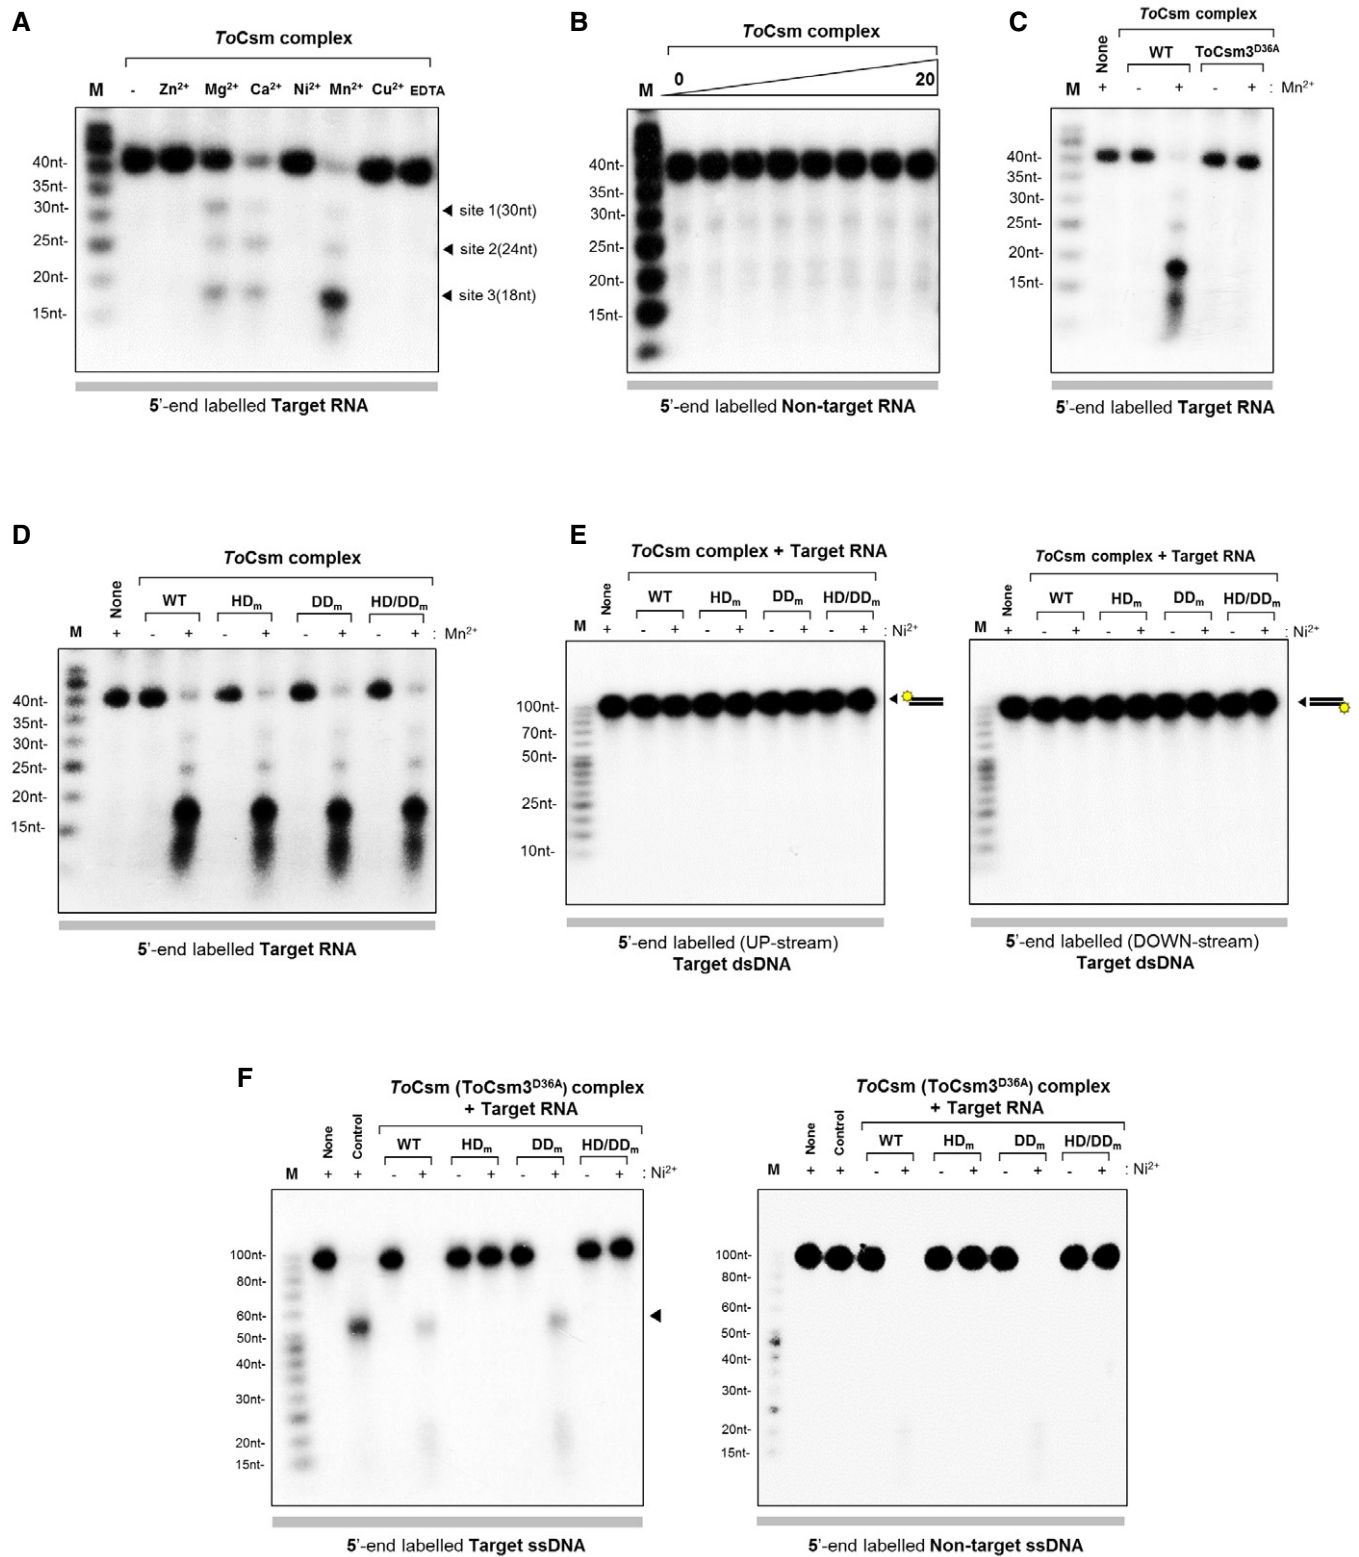 A
ToCsm complex
M - Zn²⁺ Mg²⁺ Ca²⁺ Ni²⁺ Mn²⁺ Cu²⁺ EDTA
40nt-
35nt-
30nt-
25nt-
20nt-
15nt-
◄ site 1(30nt)
◄ site 2(24nt)
◄ site 3(18nt)
5'-end labelled Target RNA
B
ToCsm complex
M 0 20
40nt-
35nt-
30nt-
25nt-
20nt-
15nt-
5'-end labelled Non-target RNA
C
ToCsm complex
None WT ToCsm3D36A
M + - + - + : Mn²⁺
40nt-
35nt-
30nt-
25nt-
20nt-
15nt-
5'-end labelled Target RNA
D
ToCsm complex
None WT HDm DDm HD/DDm
M + - + - + - + - + : Mn²⁺
40nt-
35nt-
30nt-
25nt-
20nt-
15nt-
5'-end labelled Target RNA
E
ToCsm complex + Target RNA
None WT HDm DDm HD/DDm
M + - + - + - + - + : Ni²⁺
100nt-
70nt-
50nt-
25nt-
10nt-
5'-end labelled (UP-stream)
Target dsDNA
ToCsm complex + Target RNA
None WT HDm DDm HD/DDm
M + - + - + - + - + : Ni²⁺
5'-end labelled (DOWN-stream)
Target dsDNA
F
ToCsm (ToCsm3D36A) complex
+ Target RNA
None Control WT HDm DDm HD/DDm
M + + - + - + - + - + : Ni²⁺
100nt-
80nt-
60nt-
50nt-
40nt-
30nt-
20nt-
15nt-
5'-end labelled Target ssDNA
ToCsm (ToCsm3D36A) complex
+ Target RNA
None Control WT HDm DDm HD/DDm
M + + - + - + - + - + : Ni²⁺
100nt-
80nt-
60nt-
50nt-
40nt-
30nt-
20nt-
15nt-
5'-end labelled Non-target ssDNA